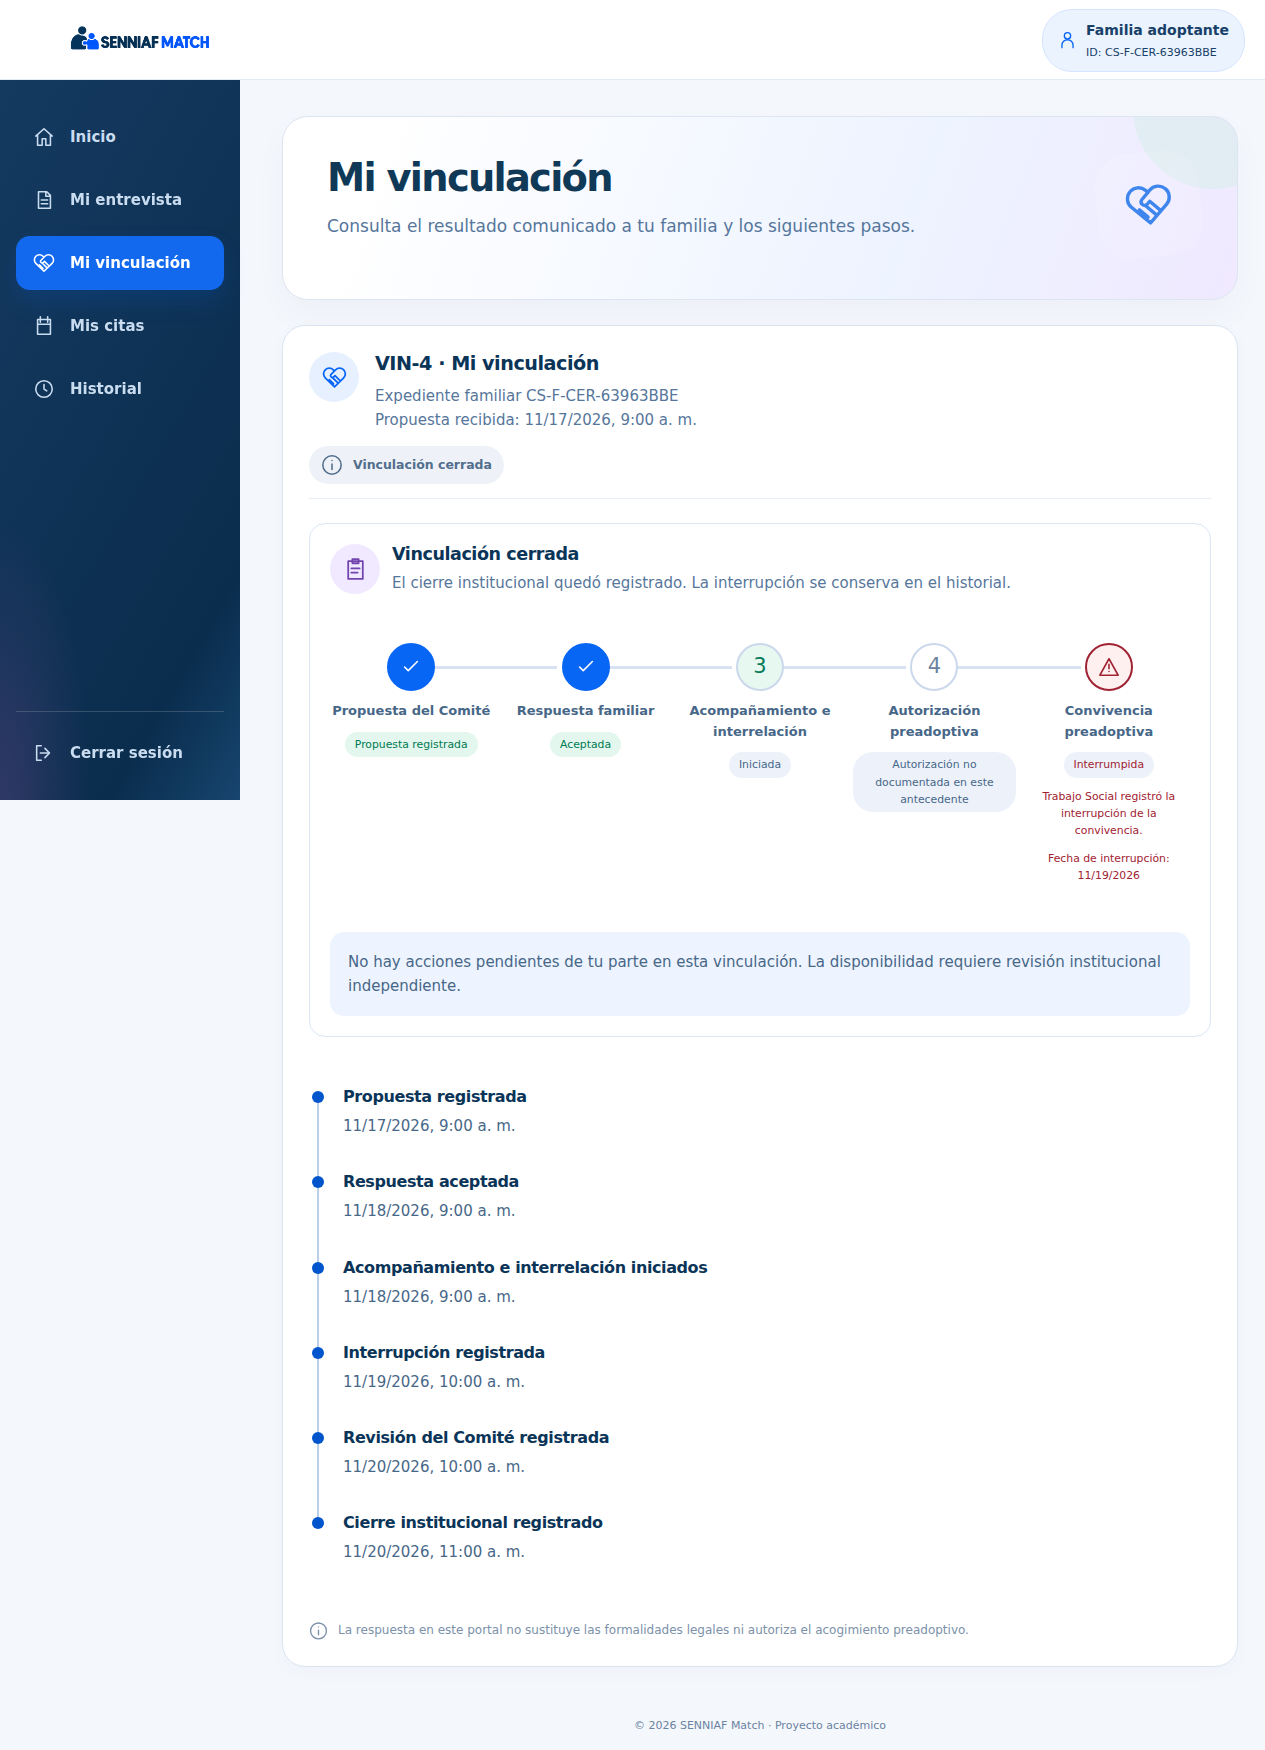 SENNIAF MATCH
Familia adoptante
ID: CS-F-CER-63963BBE
Inicio
Mi entrevista
Mi vinculación
Mis citas
Historial
Cerrar sesión
Mi vinculación
Consulta el resultado comunicado a tu familia y los siguientes pasos.
VIN-4 · Mi vinculación
Expediente familiar CS-F-CER-63963BBE
Propuesta recibida: 11/17/2026, 9:00 a. m.
Vinculación cerrada
Vinculación cerrada
El cierre institucional quedó registrado. La interrupción se conserva en el historial.
Propuesta del Comité
Propuesta registrada
Respuesta familiar
Aceptada
3
Acompañamiento e
interrelación
Iniciada
4
Autorización
preadoptiva
Autorización no
documentada en este
antecedente
Convivencia
preadoptiva
Interrumpida
Trabajo Social registró la
interrupción de la
convivencia.
Fecha de interrupción:
11/19/2026
No hay acciones pendientes de tu parte en esta vinculación. La disponibilidad requiere revisión institucional
independiente.
Propuesta registrada
11/17/2026, 9:00 a. m.
Respuesta aceptada
11/18/2026, 9:00 a. m.
Acompañamiento e interrelación iniciados
11/18/2026, 9:00 a. m.
Interrupción registrada
11/19/2026, 10:00 a. m.
Revisión del Comité registrada
11/20/2026, 10:00 a. m.
Cierre institucional registrado
11/20/2026, 11:00 a. m.
La respuesta en este portal no sustituye las formalidades legales ni autoriza el acogimiento preadoptivo.
© 2026 SENNIAF Match · Proyecto académico